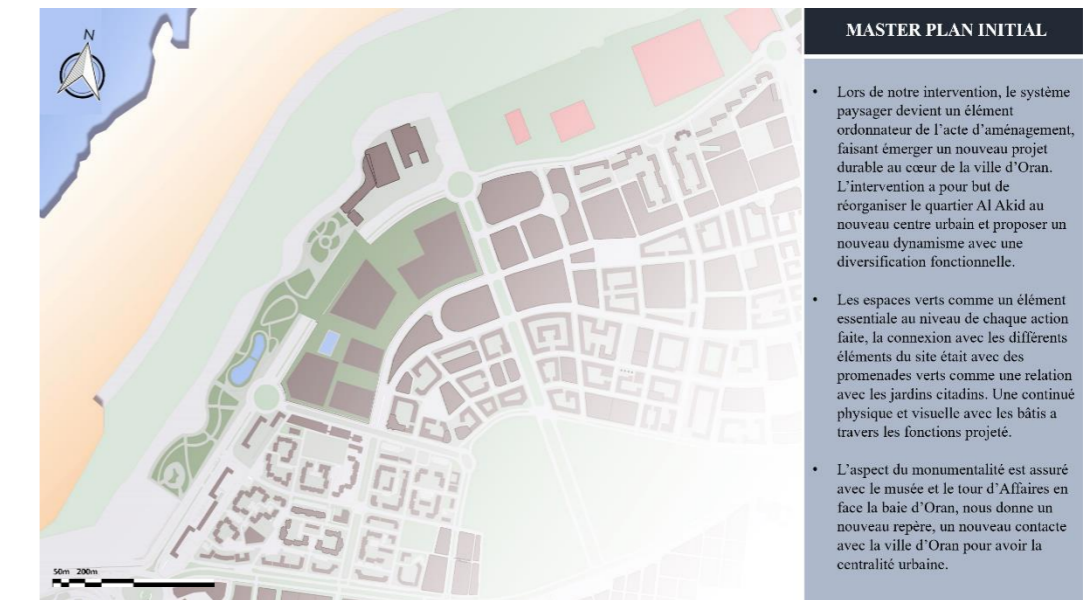 N
50m 200m
MASTER PLAN INITIAL
• Lors de notre intervention, le système
paysager devient un élément
ordonnateur de l’acte d’aménagement,
faisant émerger un nouveau projet
durable au cœur de la ville d’Oran.
L’intervention a pour but de
réorganiser le quartier Al Akid au
nouveau centre urbain et proposer un
nouveau dynamisme avec une
diversification fonctionnelle.
• Les espaces verts comme un élément
essentiale au niveau de chaque action
faite, la connexion avec les différents
éléments du site était avec des
promenades verts comme une relation
avec les jardins citadins. Une continué
physique et visuelle avec les bâtis a
travers les fonctions projeté.
• L’aspect du monumentalité est assuré
avec le musée et le tour d’Affaires en
face la baie d’Oran, nous donne un
nouveau repère, un nouveau contacte
avec la ville d’Oran pour avoir la
centralité urbaine.